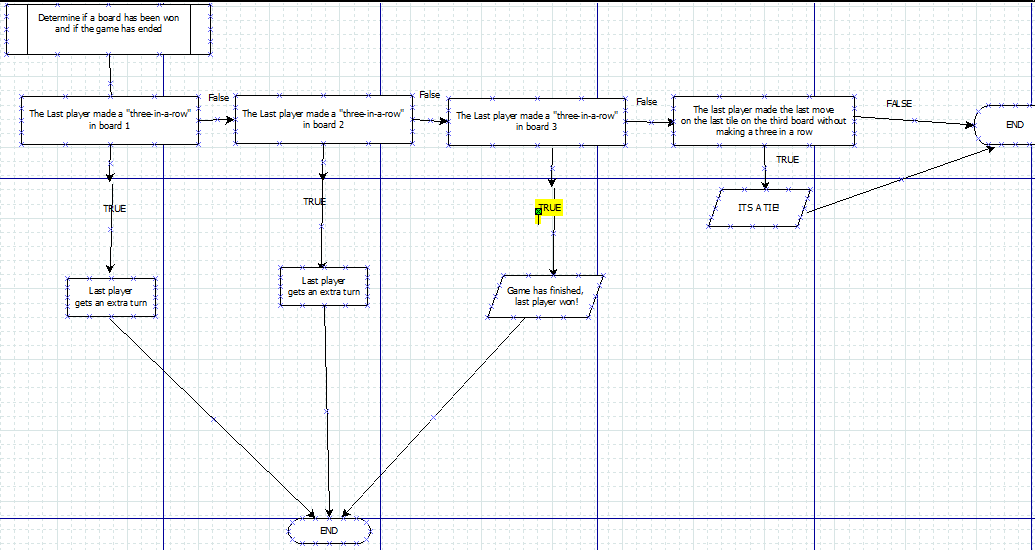 Determine if a board has been won
and if the game has ended
The Last player made a "three-in-a-row"
in board 1
False
The Last player made a "three-in-a-row"
in board 2
False
The Last player made a "three-in-a-row"
in board 3
False
The last player made the last move
on the last tile on the third board without
making a three in a row
FALSE
END
TRUE
TRUE
TRUE
TRUE
ITS A TIE!
Last player
gets an extra turn
Last player
gets an extra turn
Game has finished,
last player won!
END